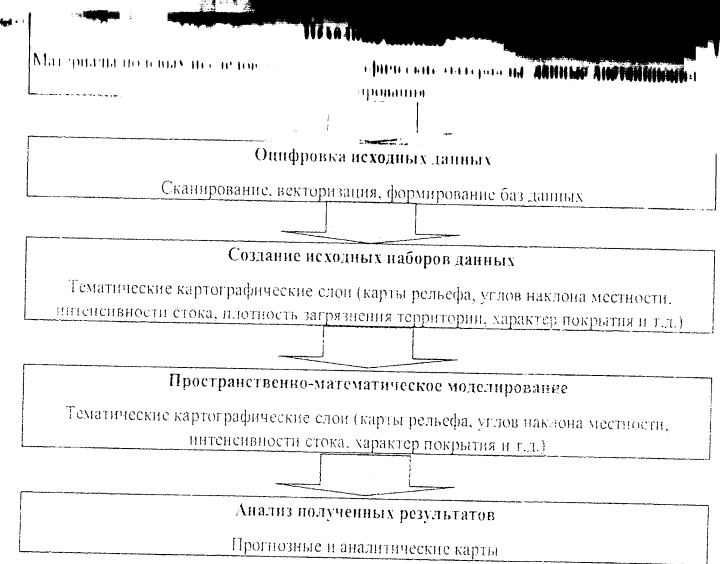 Материалы полевых
материалы данные
Оцифровка исходных данных
Сканирование, векторизация, формирование баз данных
Создание исходных наборов данных
Тематические картографические слои (карты рельефа, углов наклона местности,
интенсивности стока, плотность загрязнения территории, характер покрытия и т.д.)
Пространственно-математическое моделирование
Тематические картографические слои (карты рельефа, углов наклона местности,
интенсивности стока, характер покрытия и т.д.)
Анализ полученных результатов
Прогнозные и аналитические карты